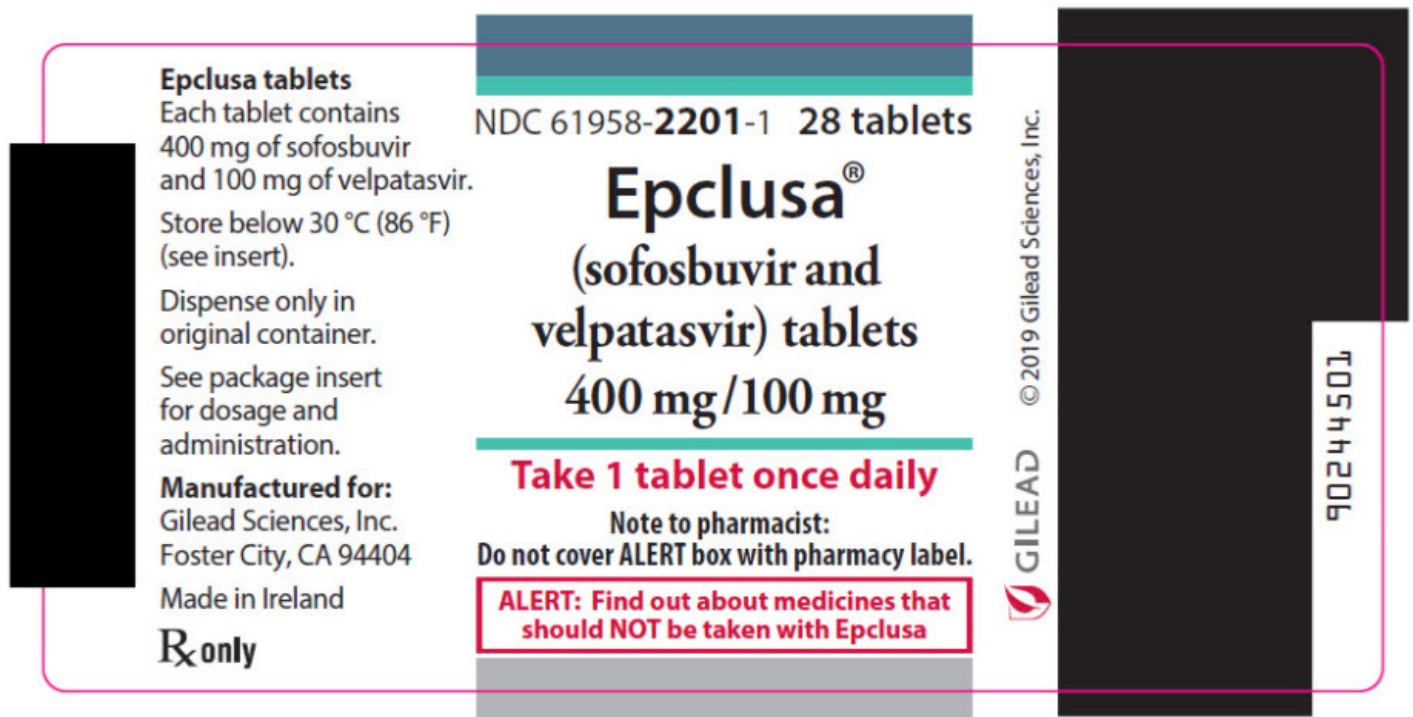 Epclusa tablets
Each tablet contains
400 mg of sofosbuvir
and 100 mg of velpatasvir.
Store below 30 °C (86 °F)
(see insert).
Dispense only in
original container.
See package insert
for dosage and
administration.
Manufactured for:
Gilead Sciences, Inc.
Foster City, CA 94404
Made in Ireland
Rx only
NDC 61958-2201-1 28 tablets
Epclusa®
(sofosbuvir and
velpatasvir) tablets
400 mg/100 mg
Take 1 tablet once daily
Note to pharmacist:
Do not cover ALERT box with pharmacy label.
ALERT: Find out about medicines that
should NOT be taken with Epclusa
GILEAD © 2019 Gilead Sciences, Inc.
90244501